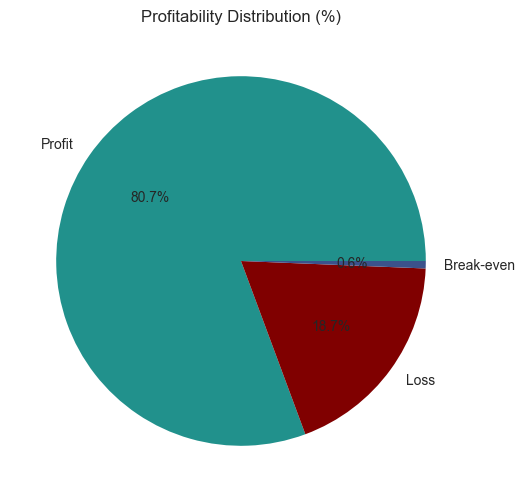 Profitability Distribution (%)
Profit
80.7%
0.6%
Break-even
18.7%
Loss